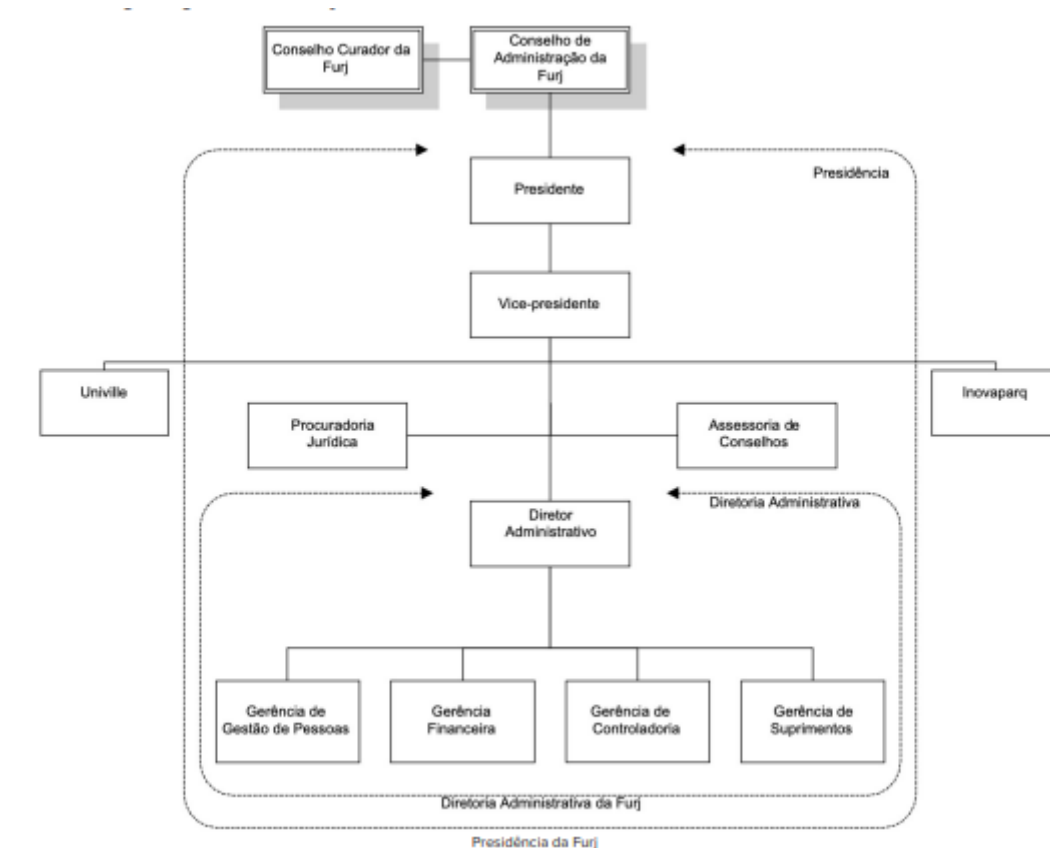 Conselho Curador da
Furj
Conselho de
Administração da
Furj
Presidência
Presidente
Vice-presidente
Univille
Inovaparq
Procuradoria
Jurídica
Assessoria de
Conselhos
Diretoria Administrativa
Diretor
Administrativo
Gerência de
Gestão de Pessoas
Gerência
Financeira
Gerência de
Controladoria
Gerência de
Suprimentos
Diretoria Administrativa da Furj
Presidência da Furj